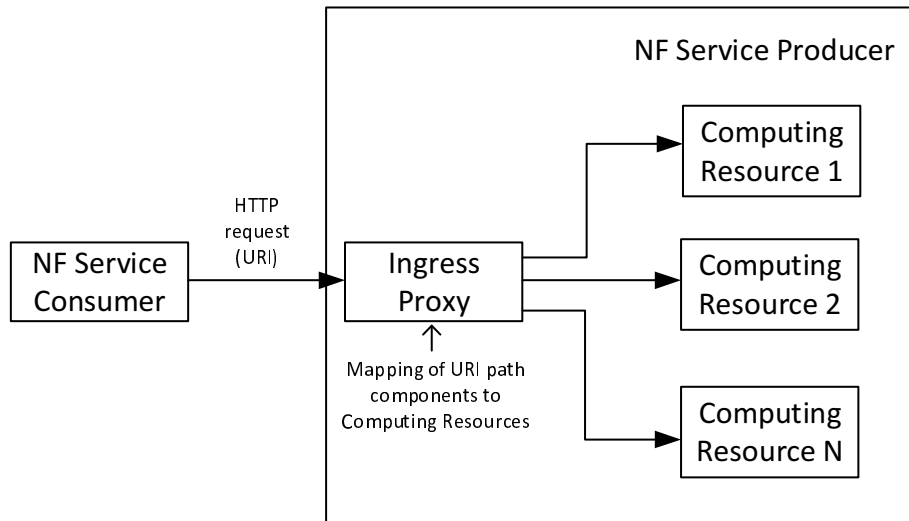 NF Service Producer
Computing
Resource 1
HTTP
request
(URI)
NF Service
Consumer
Ingress
Proxy
Computing
Resource 2
Mapping of URI path
components to
Computing Resources
Computing
Resource N